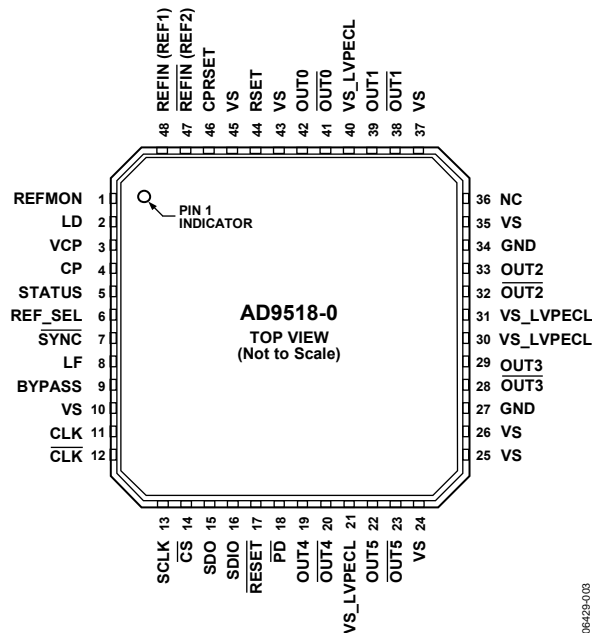 REFIN (REF1)
REFIN (REF2)
CPRSET
VS
RSET
VS
OUT0
OUT0
VS_LVPECL
OUT1
OUT1
VS
48 47 46 45 44 43 42 41 40 39 38 37
REFMON 1
LD 2
VCP 3
CP 4
STATUS 5
REF_SEL 6
SYNC 7
LF 8
BYPASS 9
VS 10
CLK 11
CLK 12
PIN 1
INDICATOR
AD9518-0
TOP VIEW
(Not to Scale)
36 NC
35 VS
34 GND
33 OUT2
32 OUT2
31 VS_LVPECL
30 VS_LVPECL
29 OUT3
28 OUT3
27 GND
26 VS
25 VS
SCLK 13
CS 14
SDO 15
SDIO 16
RESET 17
PD 18
OUT4 19
OUT4 20
VS_LVPECL 21
OUT5 22
OUT5 23
VS 24
06429-003